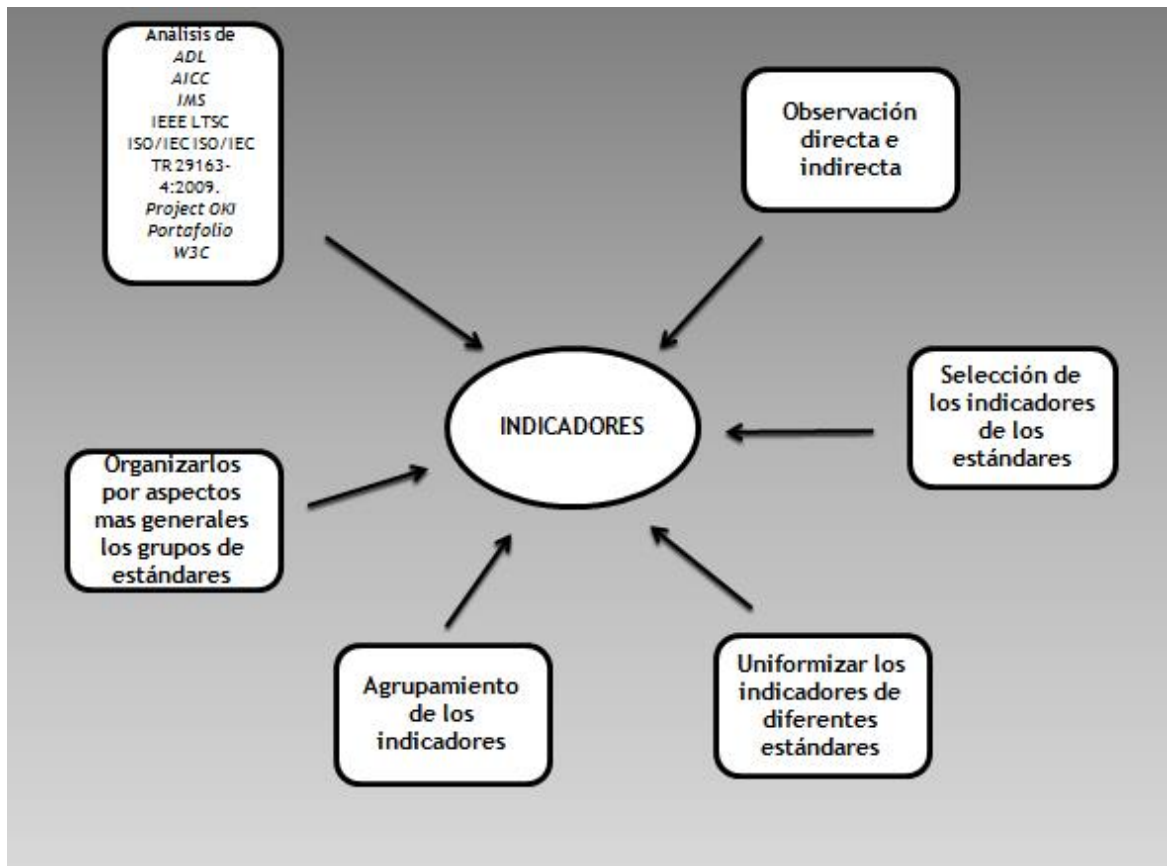 Análisis de
ADL
AICC
IMS
IEEE LTSC
ISO/IEC ISO/IEC
TR 29163-
4:2009.
Project OKI
Portafolio
W3C
Observación
directa e
indirecta
INDICADORES
Selección de
los indicadores
de los
estándares
Organizarlos
por aspectos
mas generales
los grupos de
estándares
Agrupamiento
de los
indicadores
Uniformizar los
indicadores de
diferentes
estándares